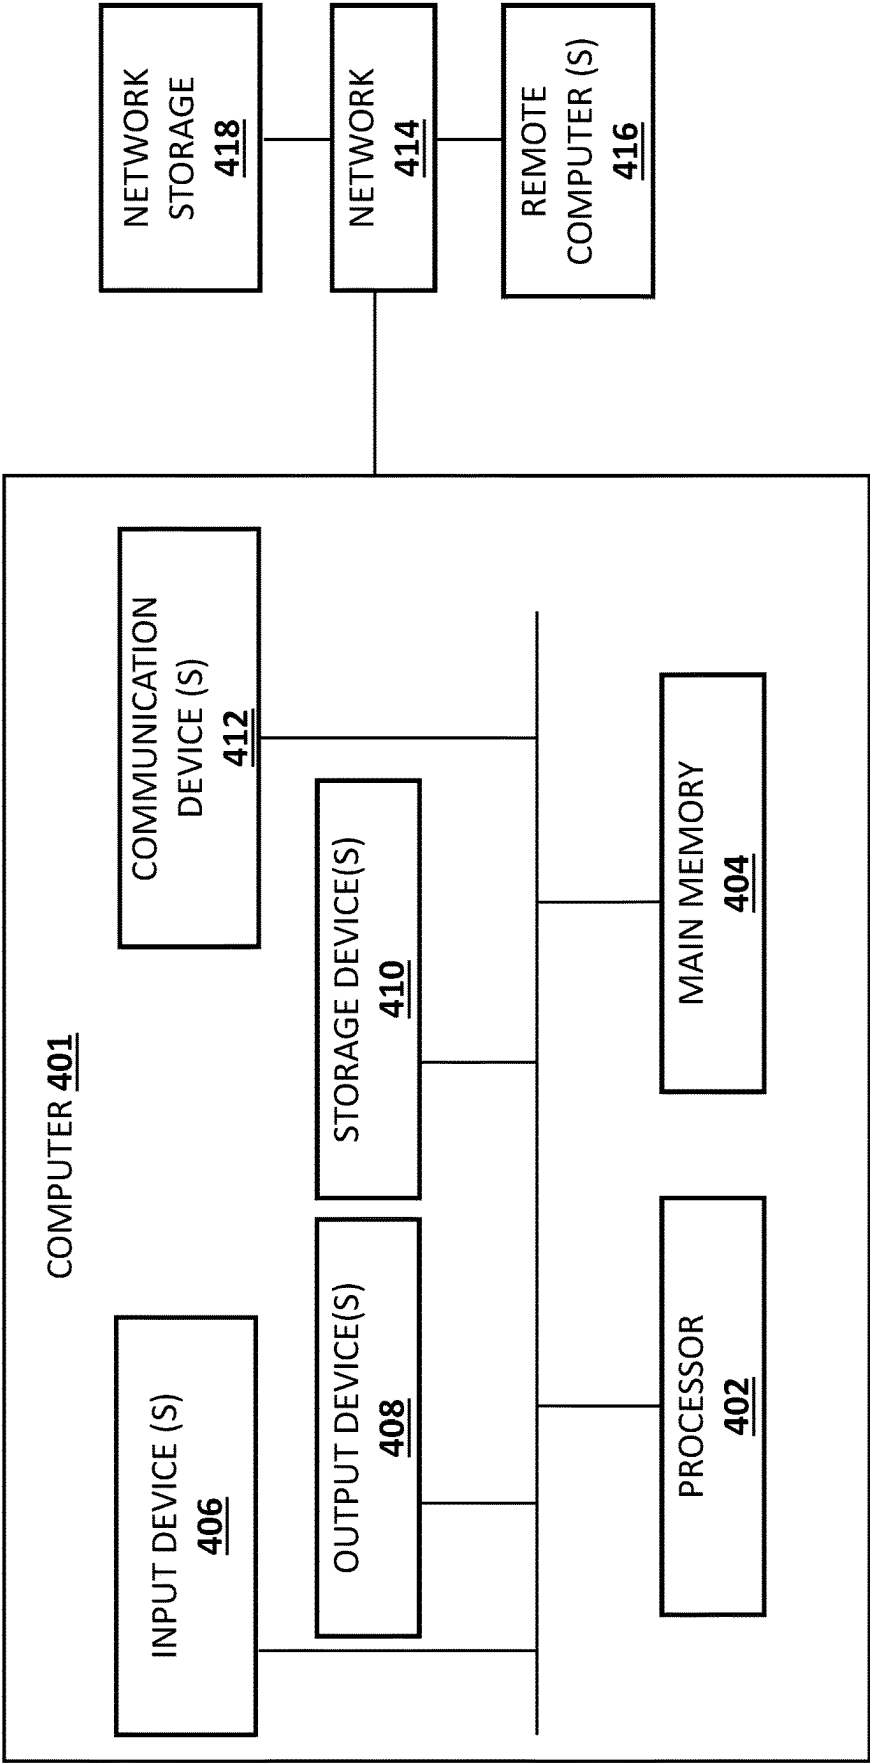 COMPUTER 401
INPUT DEVICE (S)
406
COMMUNICATION
DEVICE (S)
412
OUTPUT DEVICE(S)
408
STORAGE DEVICE(S)
410
PROCESSOR
402
MAIN MEMORY
404
NETWORK
STORAGE
418
NETWORK
414
REMOTE
COMPUTER (S)
416